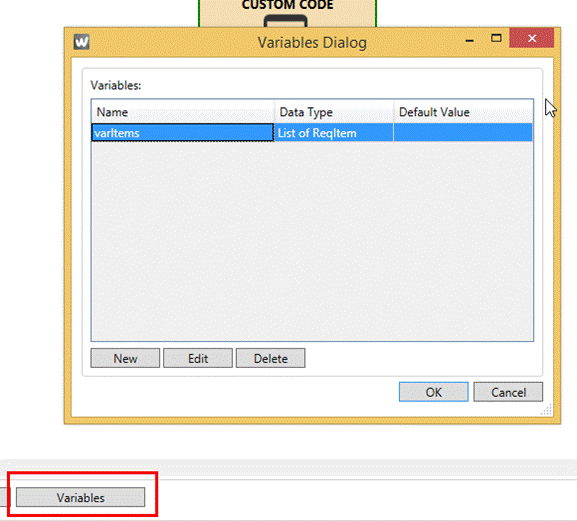 CUSTOM CODE
W
Variables Dialog
Variables:
Name Data Type Default Value
varItems List of ReqItem
New Edit Delete
OK Cancel
Variables